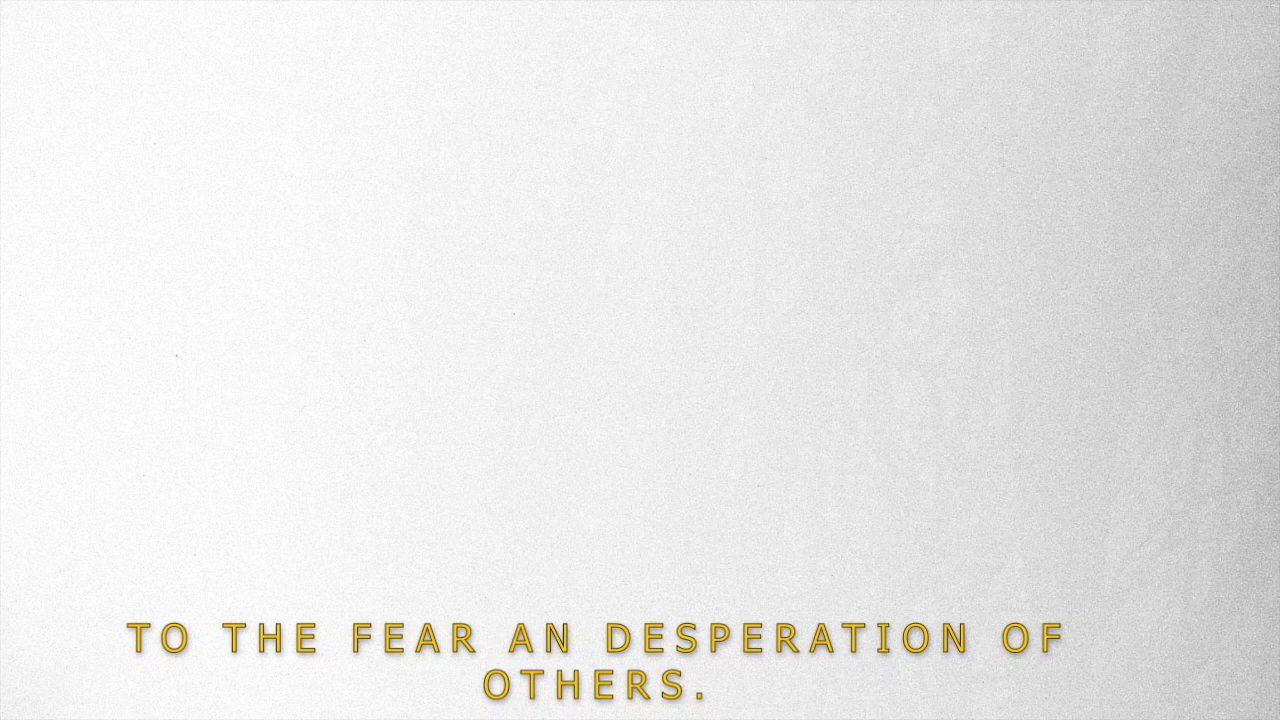 TO THE FEAR AN DESPERATION OF
OTHERS.